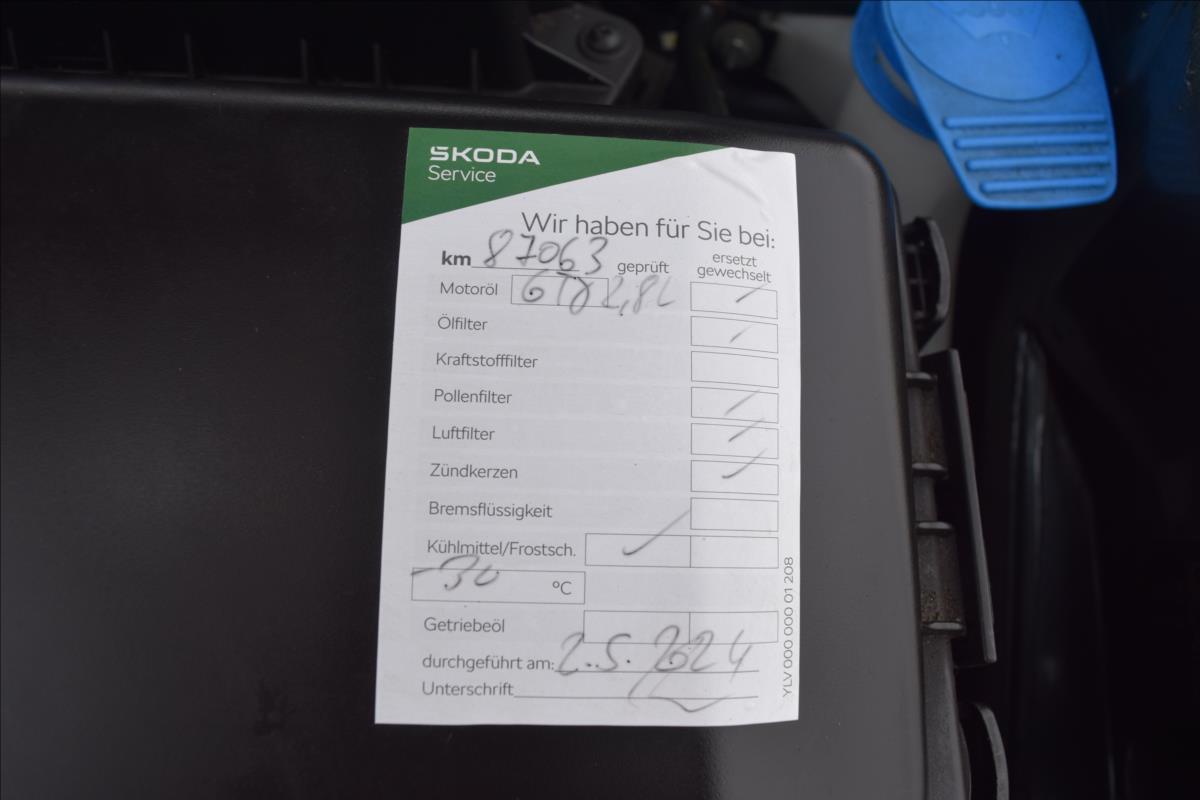 ŠKODA
Service
Wir haben für Sie bei:
km 87063 geprüft ersetzt gewechselt
Motoröl 2,8L
Ölfilter
Kraftstofffilter
Pollenfilter
Luftfilter
Zündkerzen
Bremsflüssigkeit
Kühlmittel/Frostsch.
-30 °C
Getriebeöl
durchgeführt am: 2.5.2024
Unterschrift
YLV 000 000 01 208